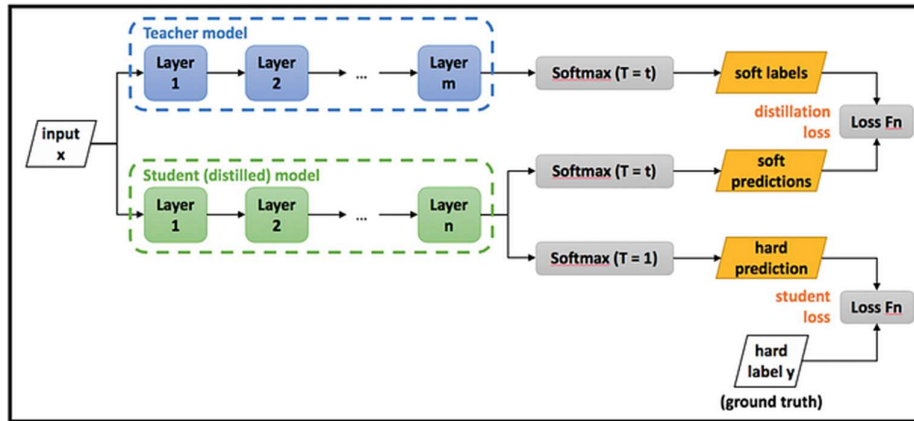 Teacher model
Layer
1
Layer
2
...
Layer
m
Softmax (T = t)
soft labels
distillation
loss
Loss Fn
input
x
Student (distilled) model
Layer
1
Layer
2
...
Layer
n
Softmax (T = t)
soft
predictions
Softmax (T = 1)
hard
prediction
student
loss
Loss Fn
hard
label y
(ground truth)